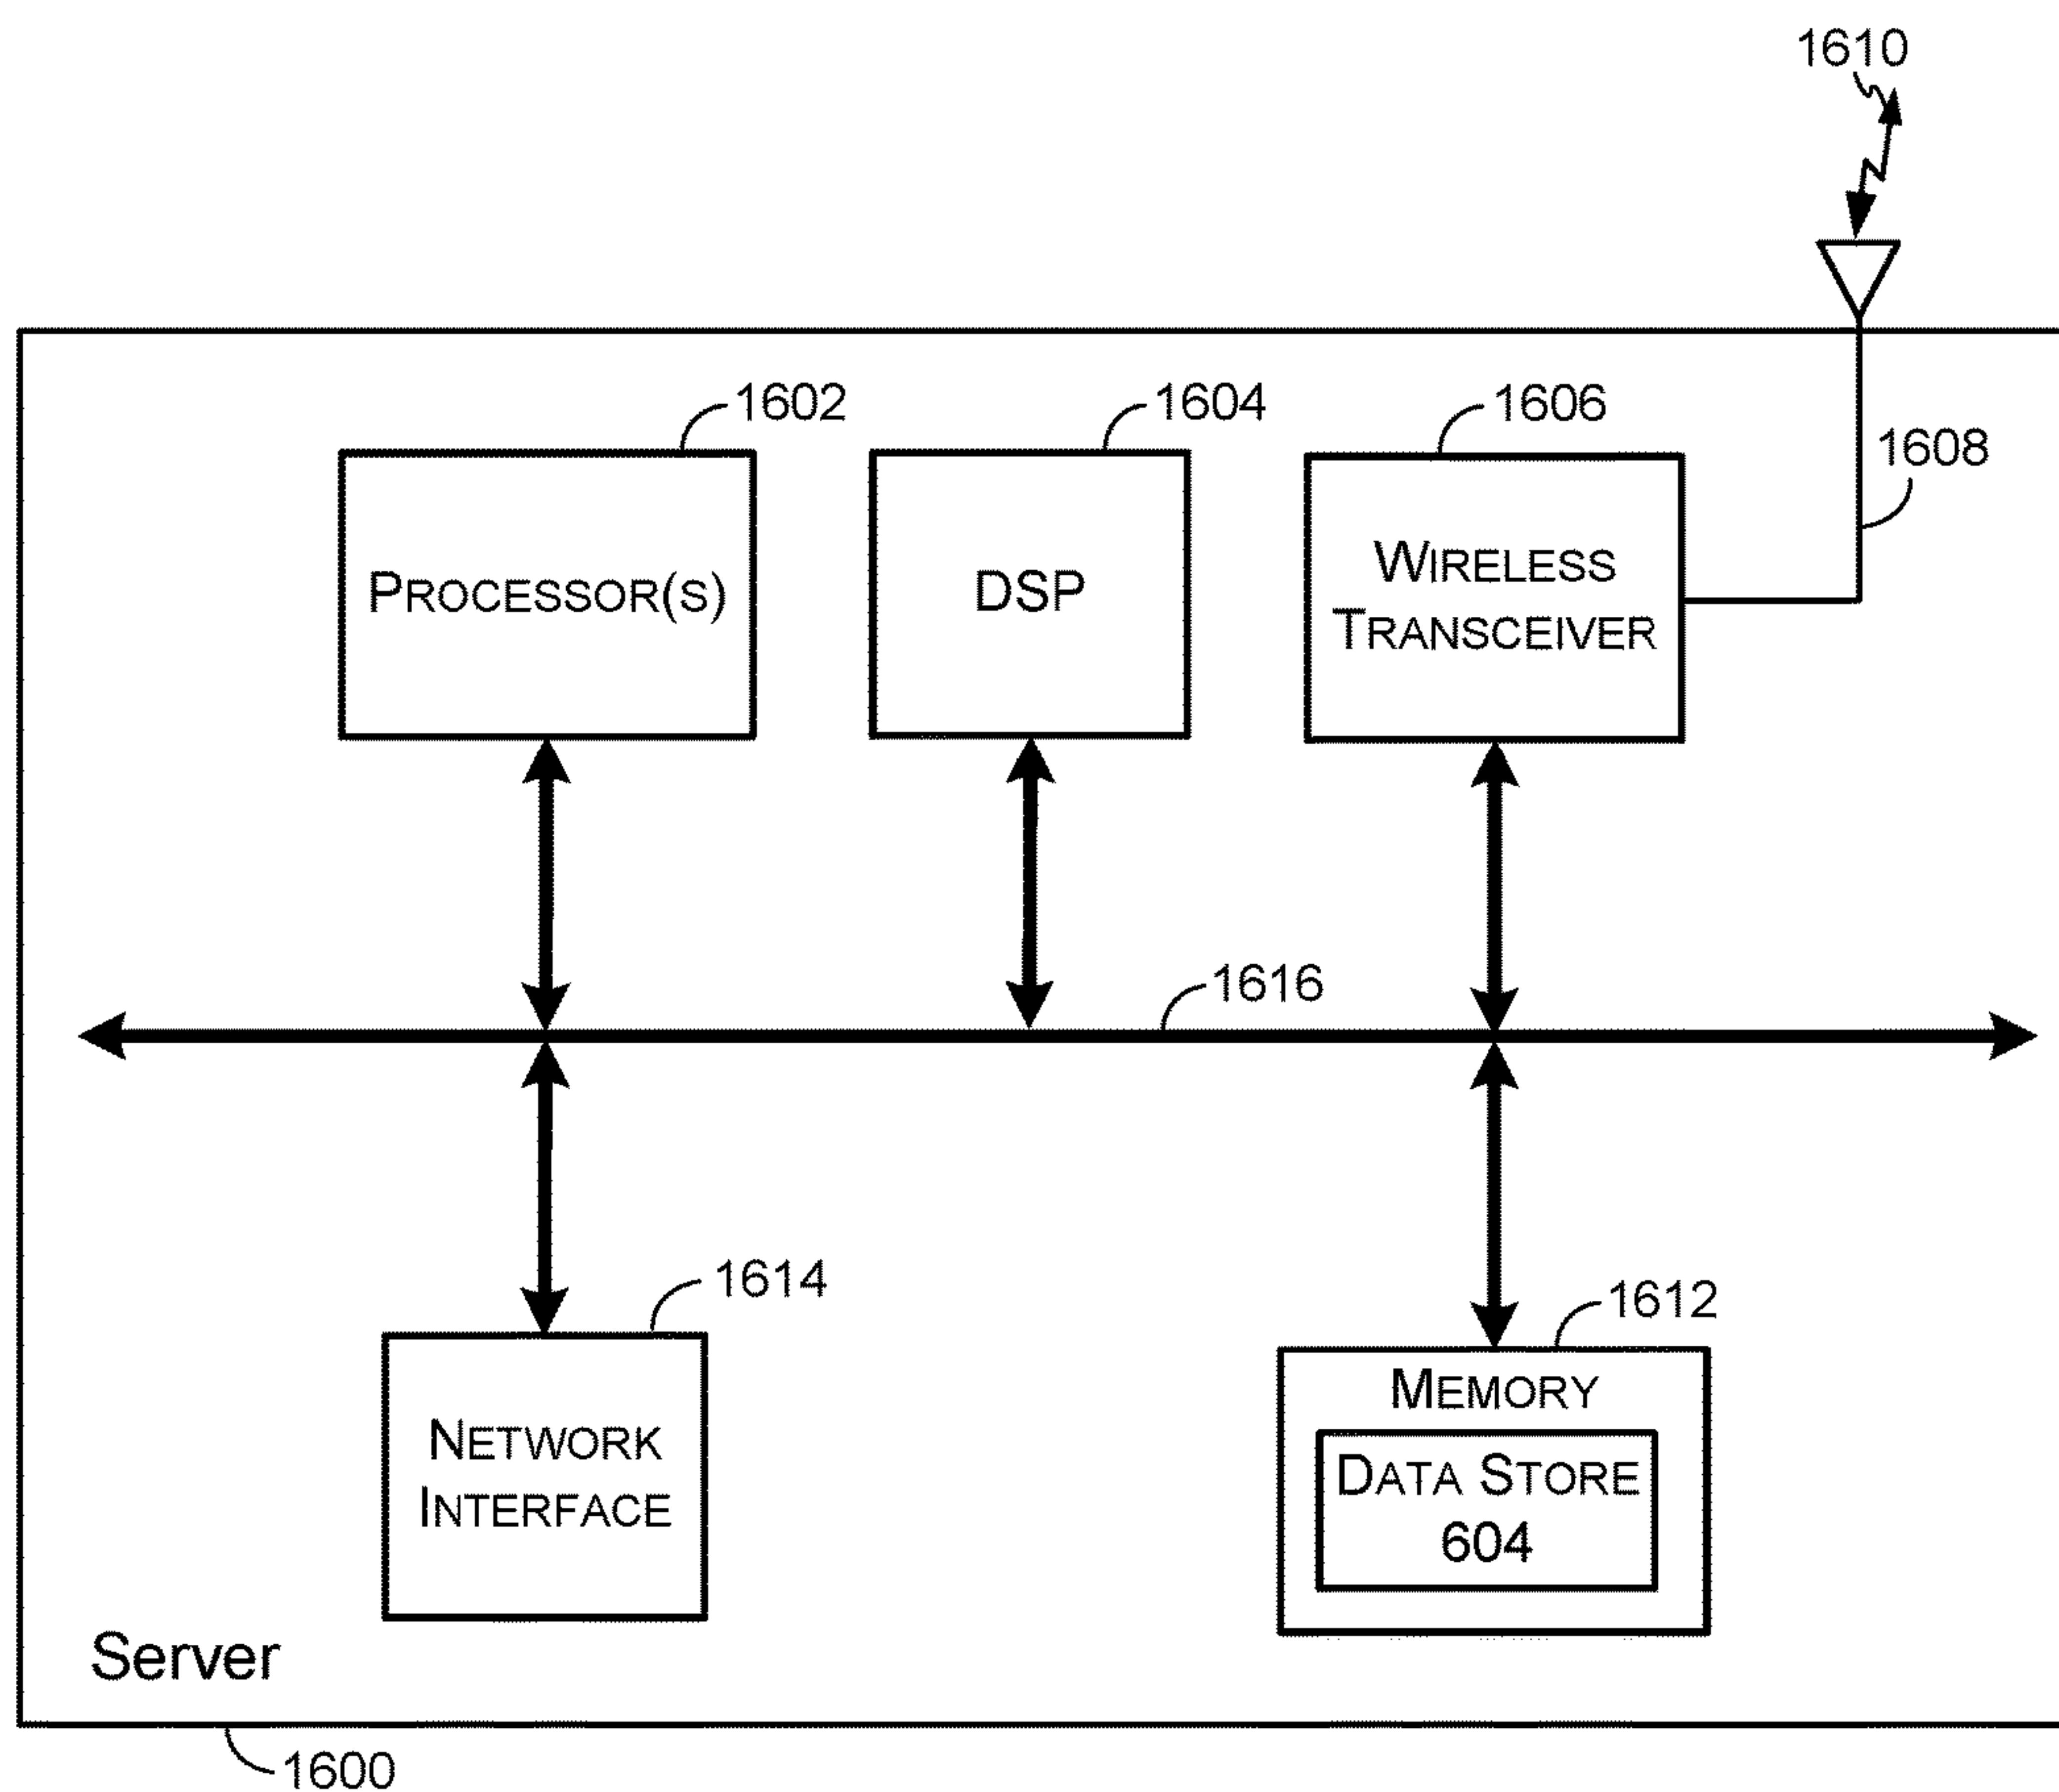 1610
1602
1604
1606
1608
PROCESSOR(S)
DSP
WIRELESS
TRANSCEIVER
1616
1614
1612
NETWORK
INTERFACE
MEMORY
DATA STORE
604
Server
1600